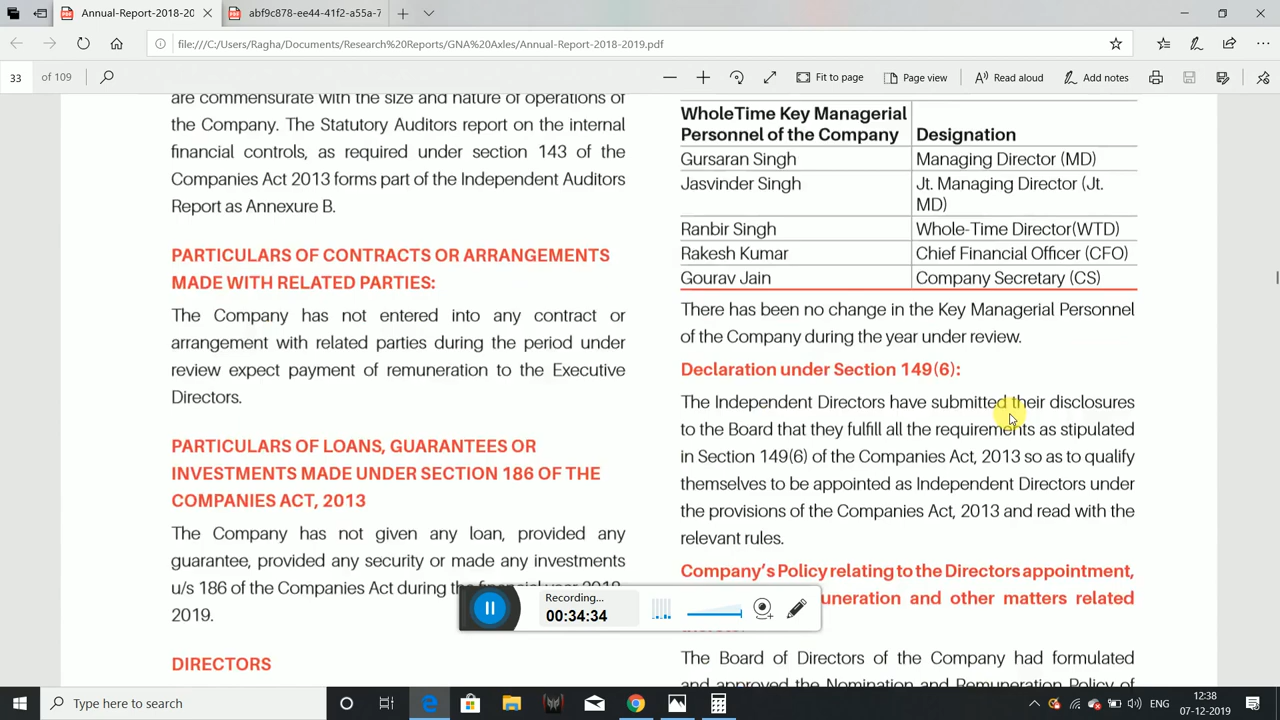 Annual-Report-2018-20
abf9c878-ee44-41f2-a55a-7
file:///C:/Users/Ragha/Documents/Research%20Reports/GNA%20Axles/Annual-Report-2018-2019.pdf
33 of 109
Fit to page
Page view
Read aloud
Add notes
are commensurate with the size and nature of operations of
the Company. The Statutory Auditors report on the internal
financial controls, as required under section 143 of the
Companies Act 2013 forms part of the Independent Auditors
Report as Annexure B.
PARTICULARS OF CONTRACTS OR ARRANGEMENTS
MADE WITH RELATED PARTIES:
The Company has not entered into any contract or
arrangement with related parties during the period under
review expect payment of remuneration to the Executive
Directors.
PARTICULARS OF LOANS, GUARANTEES OR
INVESTMENTS MADE UNDER SECTION 186 OF THE
COMPANIES ACT, 2013
The Company has not given any loan, provided any
guarantee, provided any security or made any investments
u/s 186 of the Companies Act during the financial year 2018-
2019.
DIRECTORS
WholeTime Key Managerial
Personnel of the Company Designation
Gursaran Singh Managing Director (MD)
Jasvinder Singh Jt. Managing Director (Jt.
MD)
Ranbir Singh Whole-Time Director(WTD)
Rakesh Kumar Chief Financial Officer (CFO)
Gourav Jain Company Secretary (CS)
There has been no change in the Key Managerial Personnel
of the Company during the year under review.
Declaration under Section 149(6):
The Independent Directors have submitted their disclosures
to the Board that they fulfill all the requirements as stipulated
in Section 149(6) of the Companies Act, 2013 so as to qualify
themselves to be appointed as Independent Directors under
the provisions of the Companies Act, 2013 and read with the
relevant rules.
Company's Policy relating to the Directors appointment,
uneration and other matters related
The Board of Directors of the Company had formulated
and approved the Nomination and Remuneration Policy of
Recording...
00:34:34
Type here to search
ENG
12:38
07-12-2019